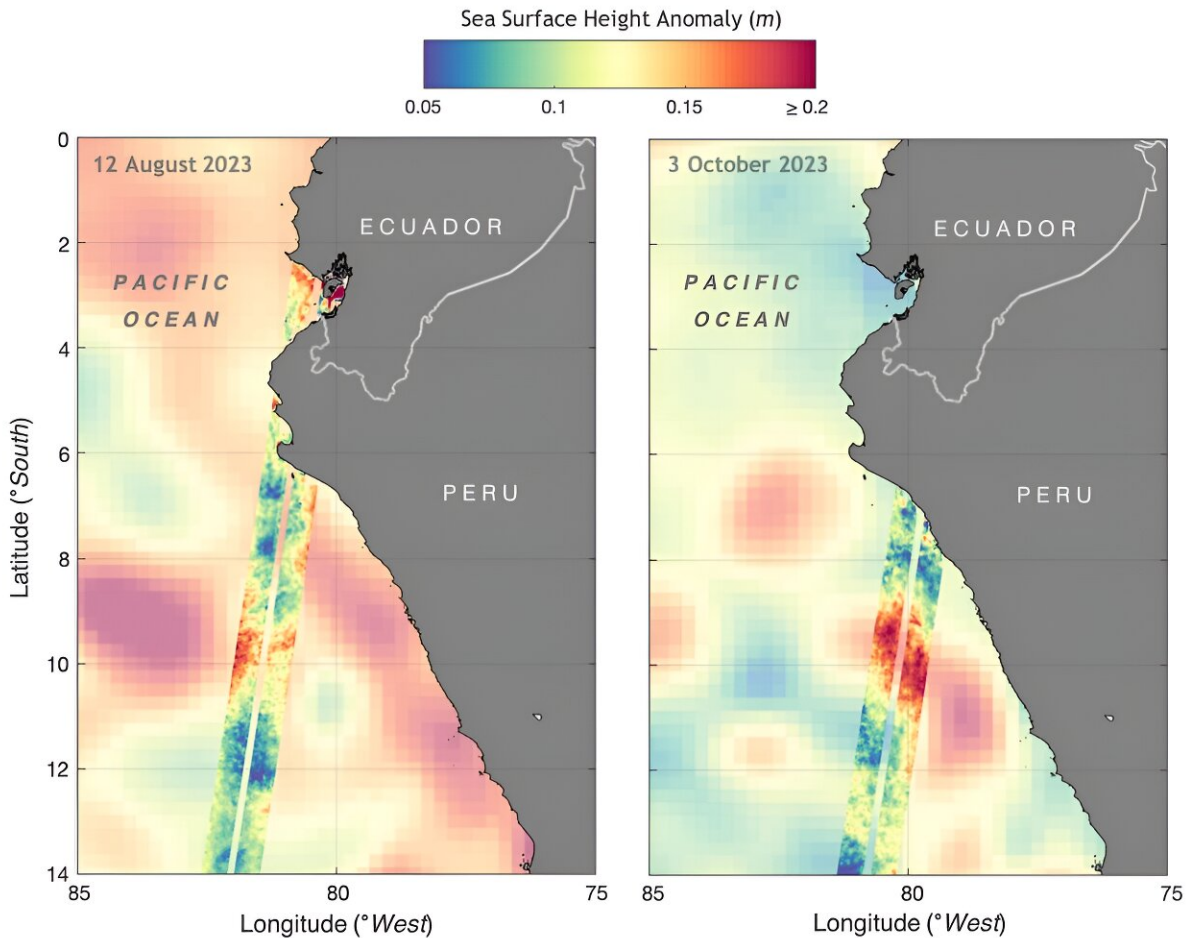 Sea Surface Height Anomaly (m)
0.05 0.1 0.15 ≥ 0.2
12 August 2023
ECUADOR
PACIFIC
OCEAN
PERU
0
2
4
6
8
10
12
14
85 80 75
Latitude (°South)
Longitude (°West)
3 October 2023
ECUADOR
PACIFIC
OCEAN
PERU
85 80 75
Longitude (°West)